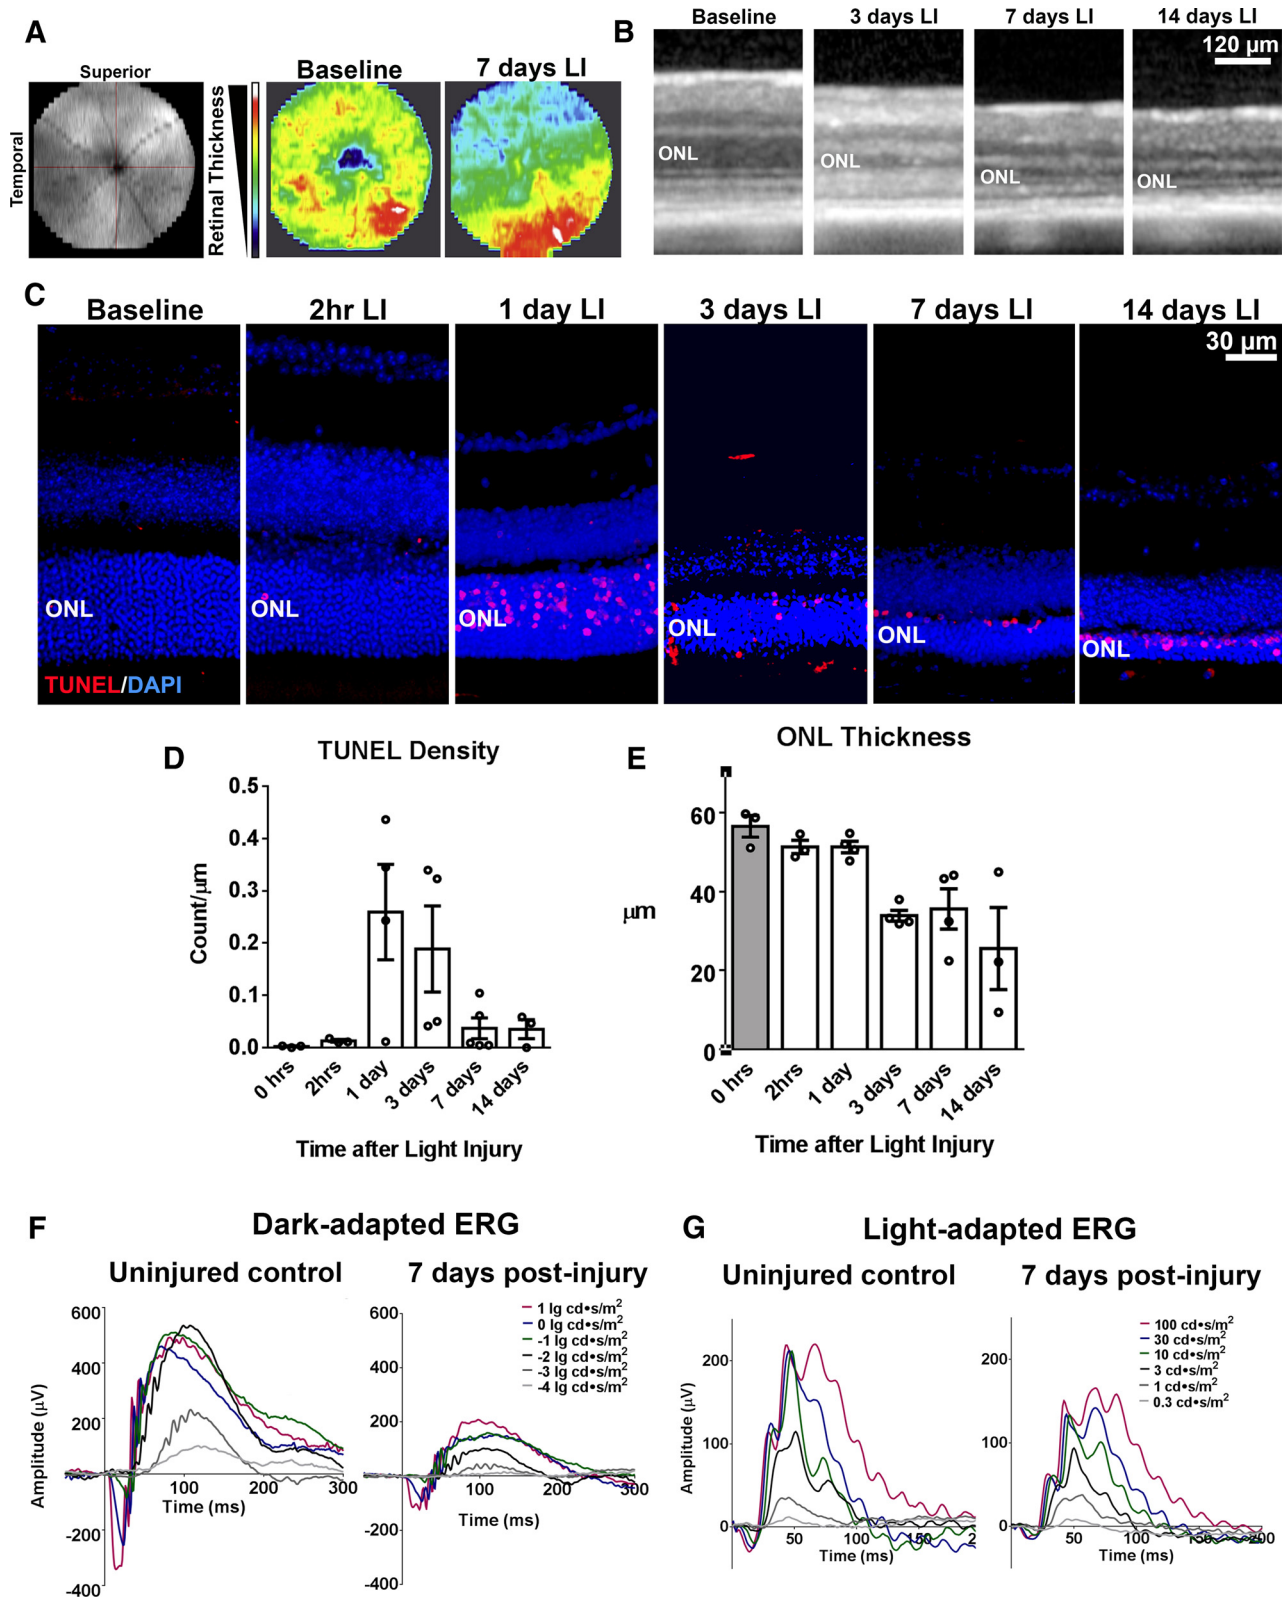 A
Superior
Temporal
Retinal Thickness
Baseline
7 days LI
B
Baseline
3 days LI
7 days LI
14 days LI
120 µm
ONL
ONL
ONL
ONL
C
Baseline
2hr LI
1 day LI
3 days LI
7 days LI
14 days LI
30 µm
ONL
ONL
ONL
ONL
ONL
ONL
TUNEL/DAPI
D
TUNEL Density
0.5
0.4
0.3
0.2
0.1
0.0
Count/µm
0 hrs
2hrs
1 day
3 days
7 days
14 days
Time after Light Injury
E
ONL Thickness
60
40
20
0
µm
0 hrs
2hrs
1 day
3 days
7 days
14 days
Time after Light Injury
F
Dark-adapted ERG
Uninjured control
7 days post-injury
600
400
200
0
-200
-400
Amplitude (µV)
100
200
300
Time (ms)
600
400
200
0
-200
-400
100
200
300
Time (ms)
1 lg cd•s/m²
0 lg cd•s/m²
-1 lg cd•s/m²
-2 lg cd•s/m²
-3 lg cd•s/m²
-4 lg cd•s/m²
G
Light-adapted ERG
Uninjured control
7 days post-injury
200
100
0
Amplitude (µV)
50
100
150
2
Time (ms)
200
100
0
50
100
150
200
Time (ms)
100 cd•s/m²
30 cd•s/m²
10 cd•s/m²
3 cd•s/m²
1 cd•s/m²
0.3 cd•s/m²